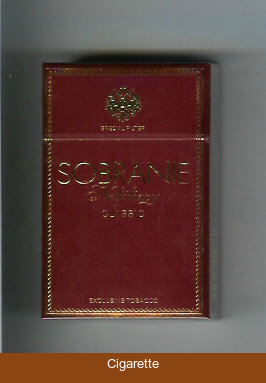 SPECIAL FILTER
SOBRANIE
CLASSIC
EXCLUSIVE TOBACCO
Cigarette